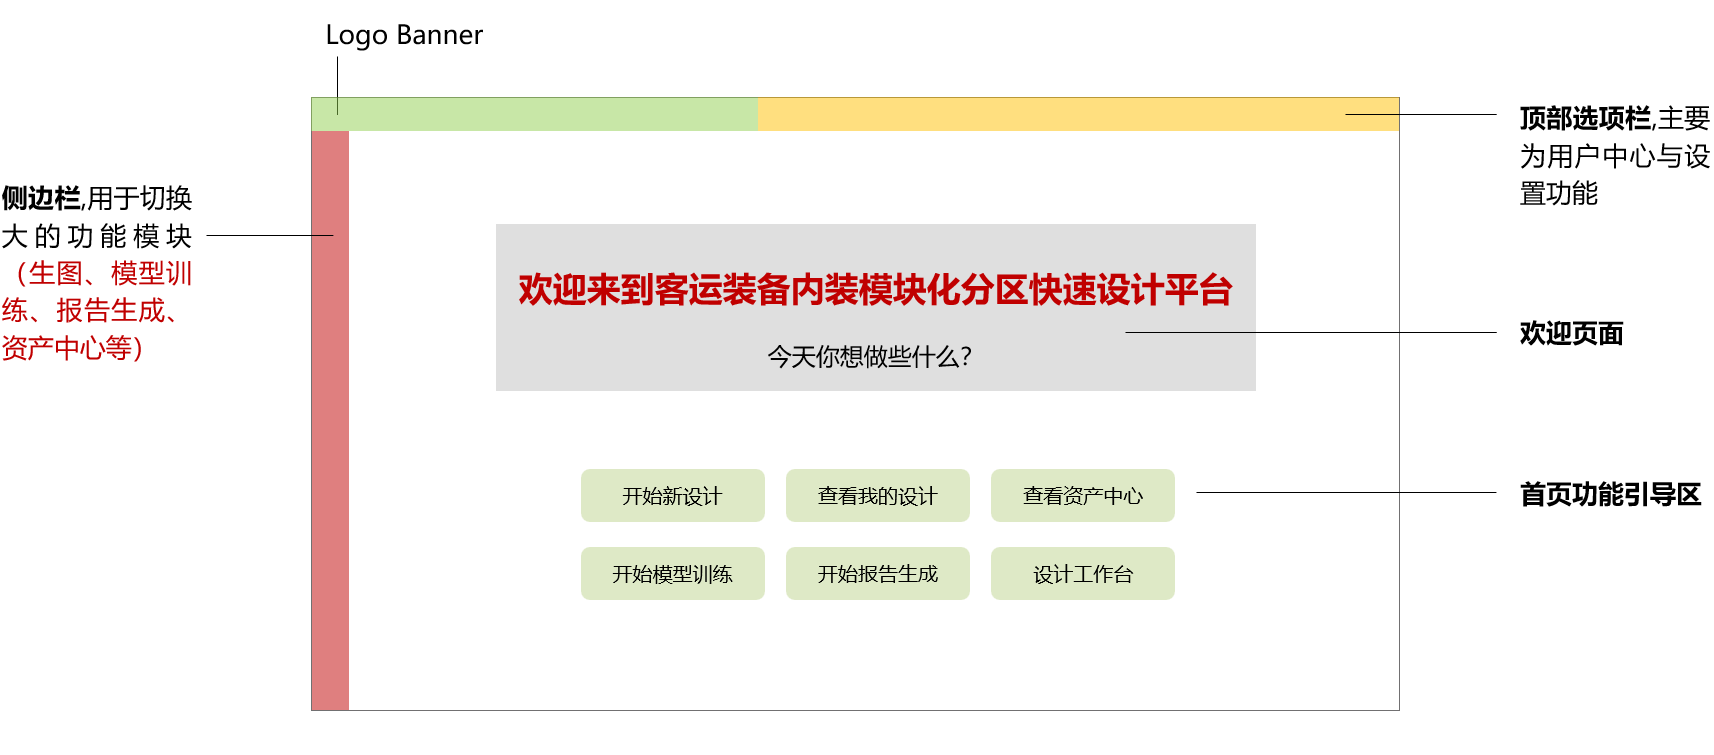 Logo Banner
顶部选项栏,主要
为用户中心与设
置功能
侧边栏,用于切换
大的功能模块
（生图、模型训
练、报告生成、
资产中心等）
欢迎来到客运装备内装模块化分区快速设计平台
今天你想做些什么？
欢迎页面
开始新设计
查看我的设计
查看资产中心
首页功能引导区
开始模型训练
开始报告生成
设计工作台